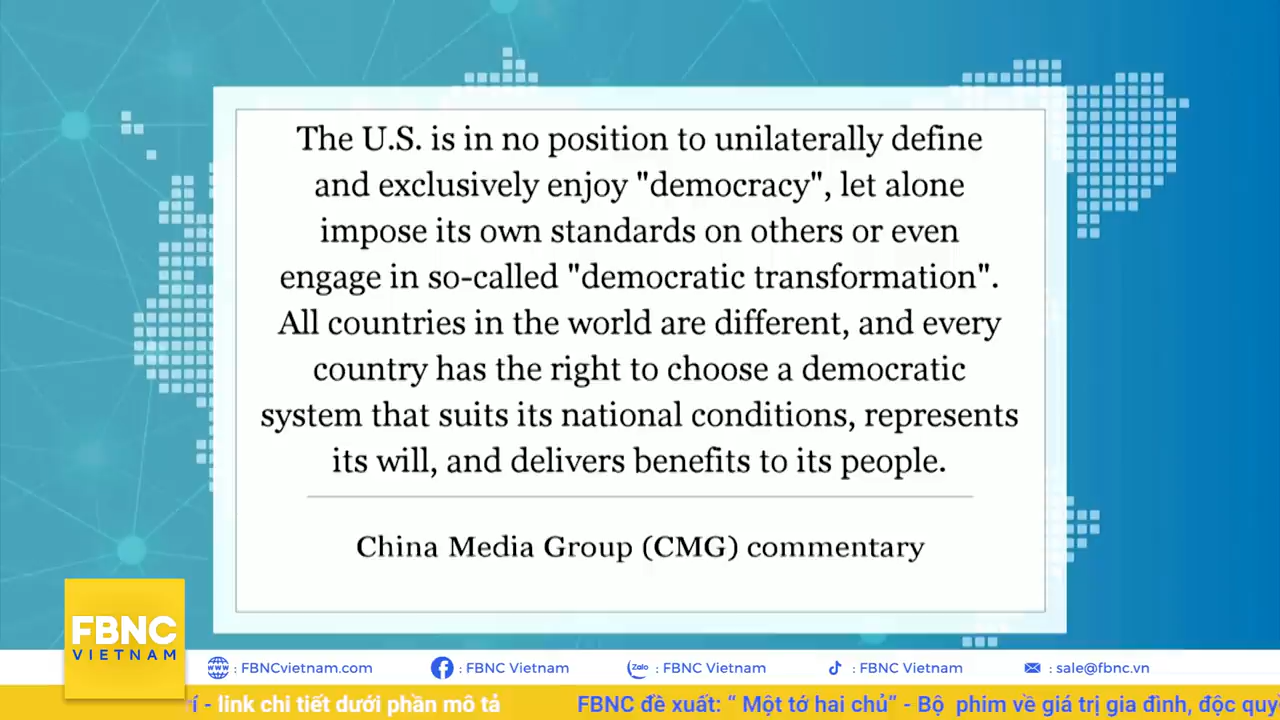 The U.S. is in no position to unilaterally define
and exclusively enjoy "democracy", let alone
impose its own standards on others or even
engage in so-called "democratic transformation".
All countries in the world are different, and every
country has the right to choose a democratic
system that suits its national conditions, represents
its will, and delivers benefits to its people.
China Media Group (CMG) commentary
FBNC
VIETNAM
www : FBNCvietnam.com
: FBNC Vietnam
Zalo : FBNC Vietnam
: FBNC Vietnam
: sale@fbnc.vn
- link chi tiết dưới phần mô tả
FBNC đề xuất: “ Một tớ hai chủ” - Bộ phim về giá trị gia đình, độc